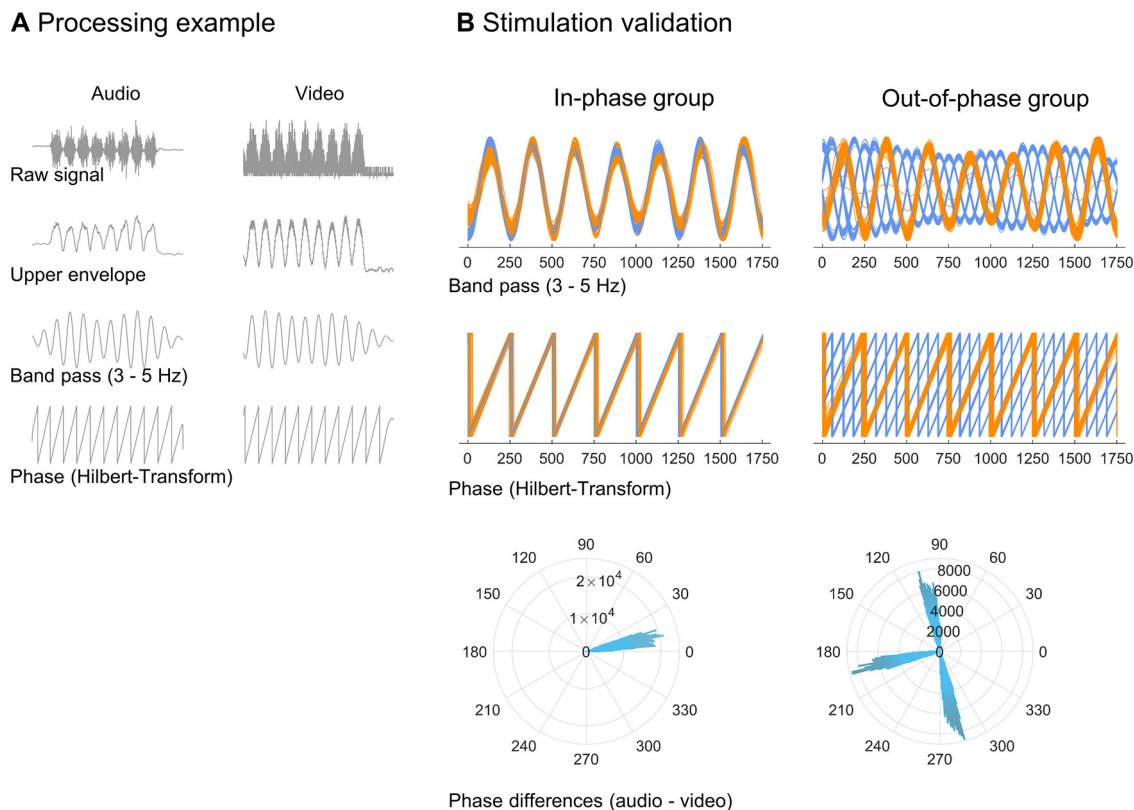 A Processing example
B Stimulation validation
Audio
Video
Raw signal
Upper envelope
Band pass (3 - 5 Hz)
Phase (Hilbert-Transform)
In-phase group
Out-of-phase group
0 250 500 750 1000 1250 1500 1750
0 250 500 750 1000 1250 1500 1750
Band pass (3 - 5 Hz)
0 250 500 750 1000 1250 1500 1750
0 250 500 750 1000 1250 1500 1750
Phase (Hilbert-Transform)
90
120 60
2×10⁴
150 30
1×10⁴
180 0 0
210 330
240 300
270
90
120 60
8000
6000
150 30
4000
2000
180 0 0
210 330
240 300
270
Phase differences (audio - video)